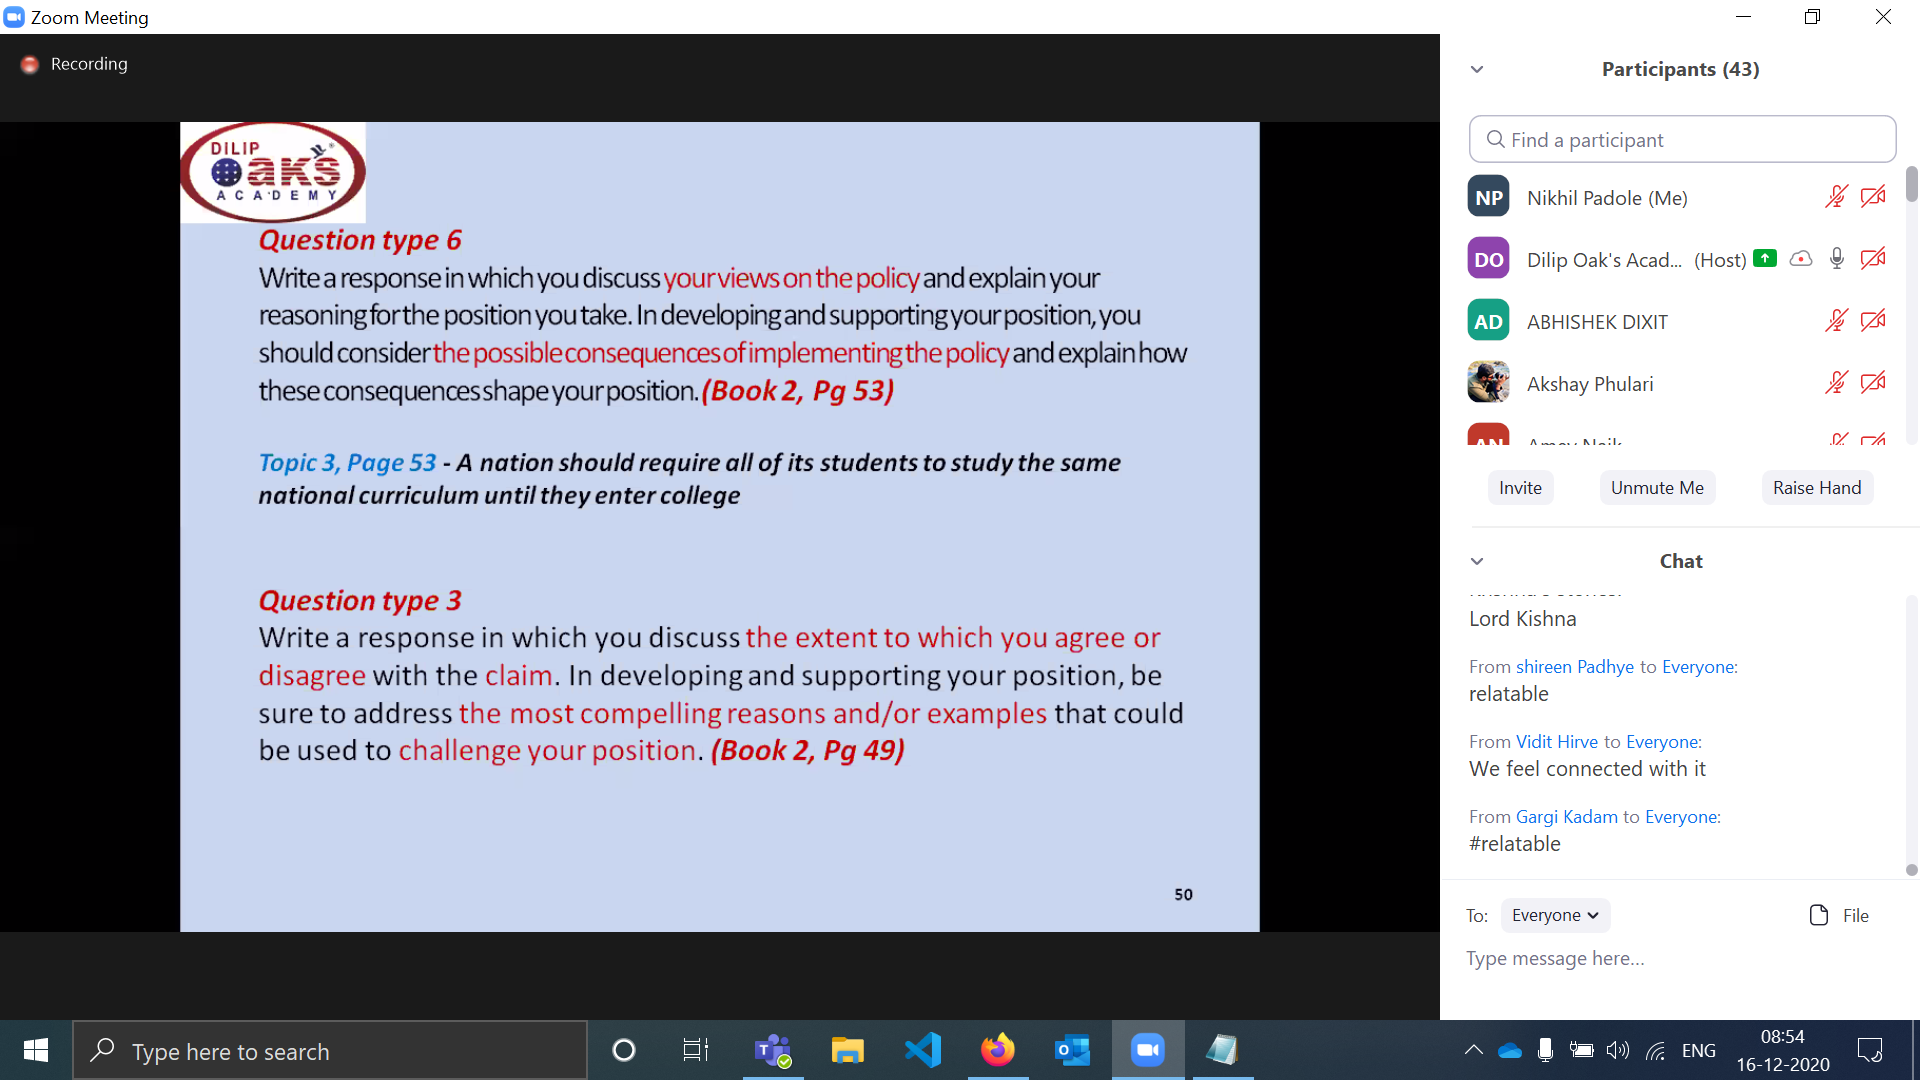 Zoom Meeting
Recording
DILIP
Oaks
ACADEMY
Question type 6
Write a response in which you discuss your views on the policy and explain your
reasoning for the position you take. In developing and supporting your position, you
should consider the possible consequences of implementing the policy and explain how
these consequences shape your position. (Book 2, Pg 53)
Topic 3, Page 53 - A nation should require all of its students to study the same
national curriculum until they enter college
Question type 3
Write a response in which you discuss the extent to which you agree or
disagree with the claim. In developing and supporting your position, be
sure to address the most compelling reasons and/or examples that could
be used to challenge your position. (Book 2, Pg 49)
50
Participants (43)
Find a participant
NP Nikhil Padole (Me)
DO Dilip Oak's Acad... (Host)
AD ABHISHEK DIXIT
Akshay Phulari
AN
Invite Unmute Me Raise Hand
Chat
Lord Kishna
From shireen Padhye to Everyone:
relatable
From Vidit Hirve to Everyone:
We feel connected with it
From Gargi Kadam to Everyone:
#relatable
To: Everyone File
Type message here...
Type here to search
ENG
08:54
16-12-2020